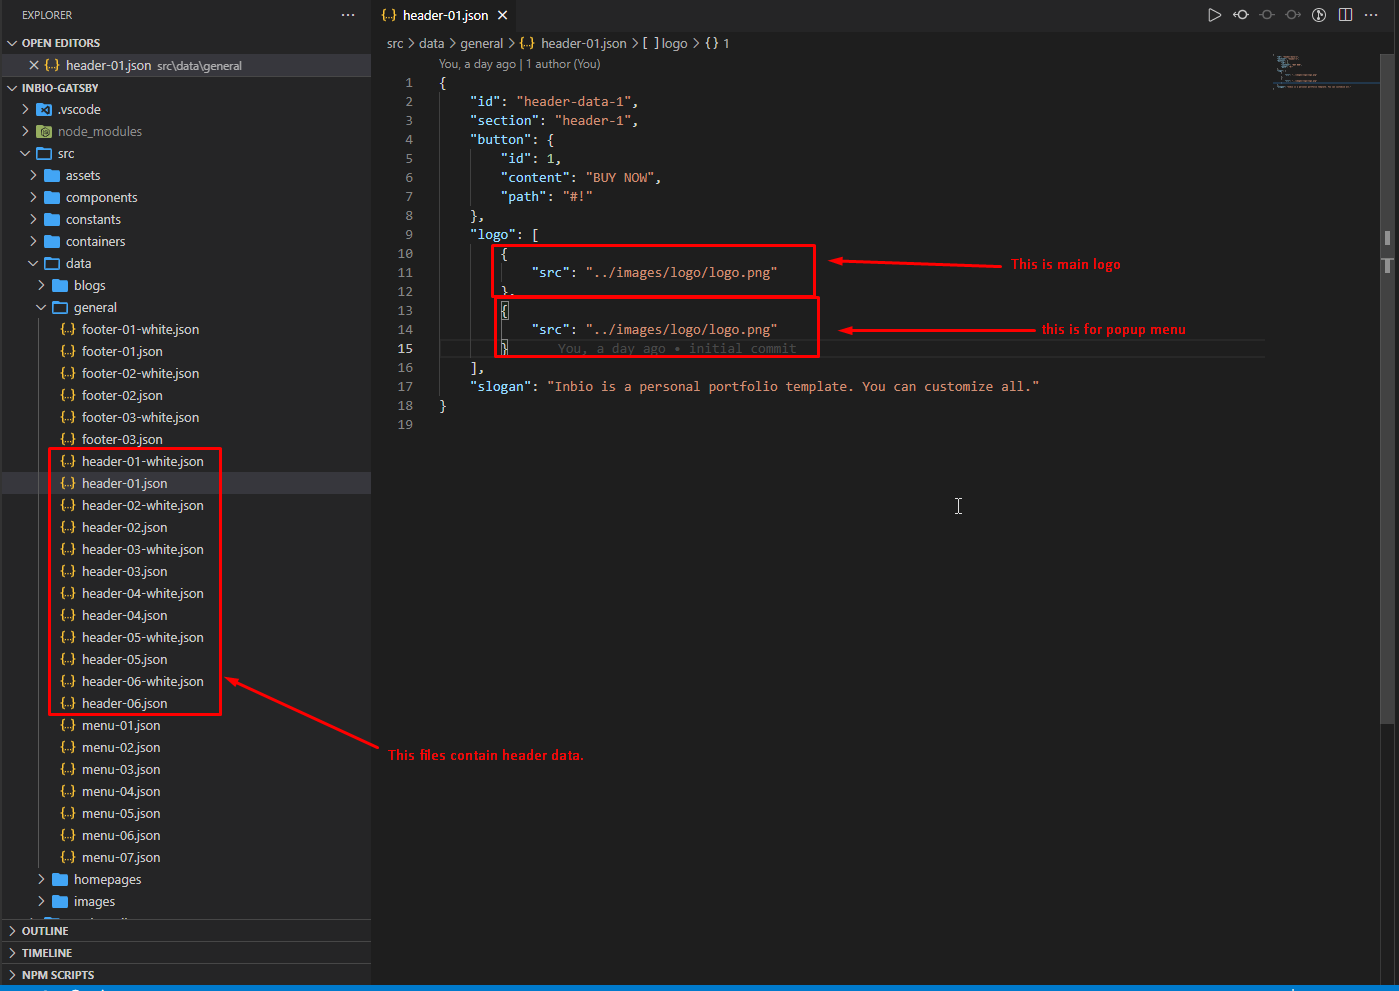 EXPLORER
OPEN EDITORS
header-01.json src\data\general
INBIO-GATSBY
.vscode
node_modules
src
assets
components
constants
containers
data
blogs
general
footer-01-white.json
footer-01.json
footer-02-white.json
footer-02.json
footer-03-white.json
footer-03.json
header-01-white.json
header-01.json
header-02-white.json
header-02.json
header-03-white.json
header-03.json
header-04-white.json
header-04.json
header-05-white.json
header-05.json
header-06-white.json
header-06.json
menu-01.json
menu-02.json
menu-03.json
menu-04.json
menu-05.json
menu-06.json
menu-07.json
homepages
images
OUTLINE
TIMELINE
NPM SCRIPTS
{..} header-01.json
src > data > general > {..} header-01.json > [ ] logo > {} 1
You, a day ago | 1 author (You)
1 {
2 "id": "header-data-1",
3 "section": "header-1",
4 "button": {
5 "id": 1,
6 "content": "BUY NOW",
7 "path": "#!"
8 },
9 "logo": [
10 {
11 "src": "../images/logo/logo.png"
12 },
13 {
14 "src": "../images/logo/logo.png"
15 } You, a day ago • initial commit
16 ],
17 "slogan": "Inbio is a personal portfolio template. You can customize all."
18 }
19
This is main logo
this is for popup menu
This files contain header data.